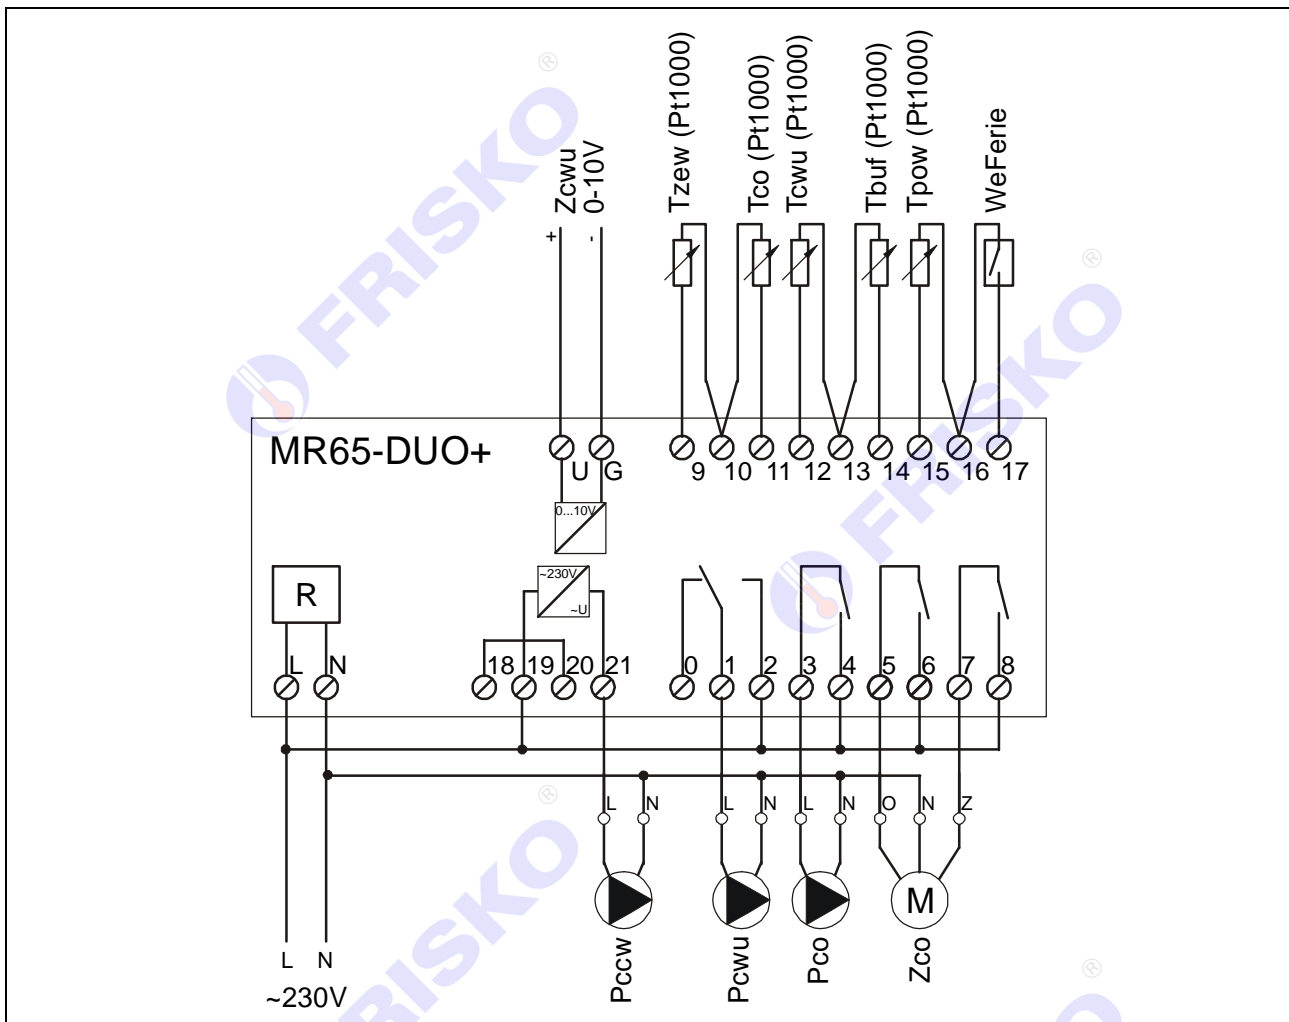 Zcwu
0-10V
+
-
Tzew (Pt1000)
Tco (Pt1000)
Tcwu (Pt1000)
Tbuf (Pt1000)
Tpow (Pt1000)
WeFerie
® FRISKO
® FRISKO
MR65-DUO+
U G 9 10 11 12 13 14 15 16 17
0...10V
~230V
~U
R
L N 18 19 20 21 0 1 2 3 4 5 6 7 8
L N L N L N O N Z
M
Pccw
Pcwu
Pco
Zco
L N
~230V
® FRISKO
®